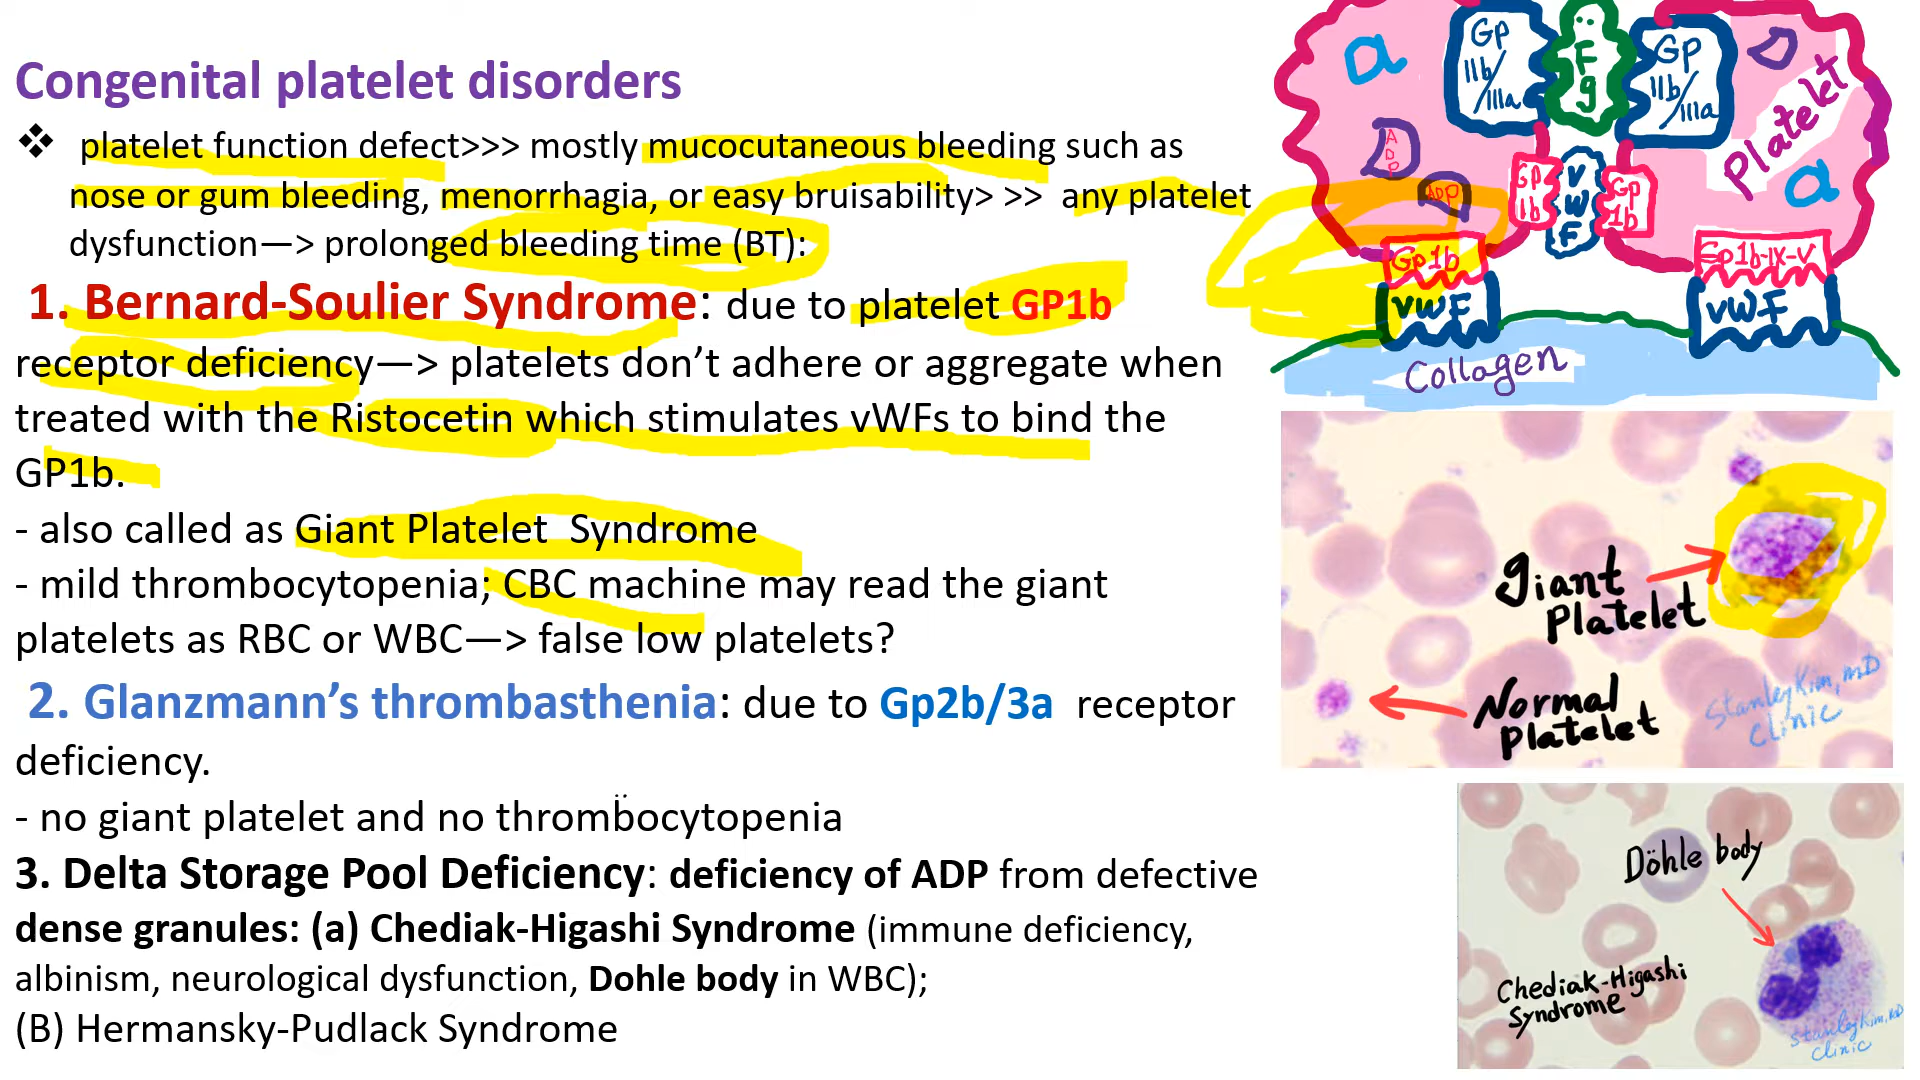 Congenital platelet disorders
❖ platelet function defect>>> mostly mucocutaneous bleeding such as
nose or gum bleeding, menorrhagia, or easy bruisability> >> any platelet
dysfunction—> prolonged bleeding time (BT):
1. Bernard-Soulier Syndrome: due to platelet GP1b
receptor deficiency—> platelets don’t adhere or aggregate when
treated with the Ristocetin which stimulates vWFs to bind the
GP1b.
- also called as Giant Platelet Syndrome
- mild thrombocytopenia; CBC machine may read the giant
platelets as RBC or WBC—> false low platelets?
2. Glanzmann’s thrombasthenia: due to Gp2b/3a receptor
deficiency.
- no giant platelet and no thrombocytopenia
3. Delta Storage Pool Deficiency: deficiency of ADP from defective
dense granules: (a) Chediak-Higashi Syndrome (immune deficiency,
albinism, neurological dysfunction, Dohle body in WBC);
(B) Hermansky-Pudlack Syndrome
a
GP
IIb/
IIIa
F
g
GP
IIb/
IIIa
Platelet
a
ADP
ADP
GP
1b
V
W
F
GP
1b
Gp1b
Gp1b-IX-V
vWF
vWF
Collagen
Giant
Platelet
Normal
Platelet
Stanley Kim, MD
Clinic
Döhle body
Chediak-Higashi
Syndrome
Stanley Kim, MD
Clinic